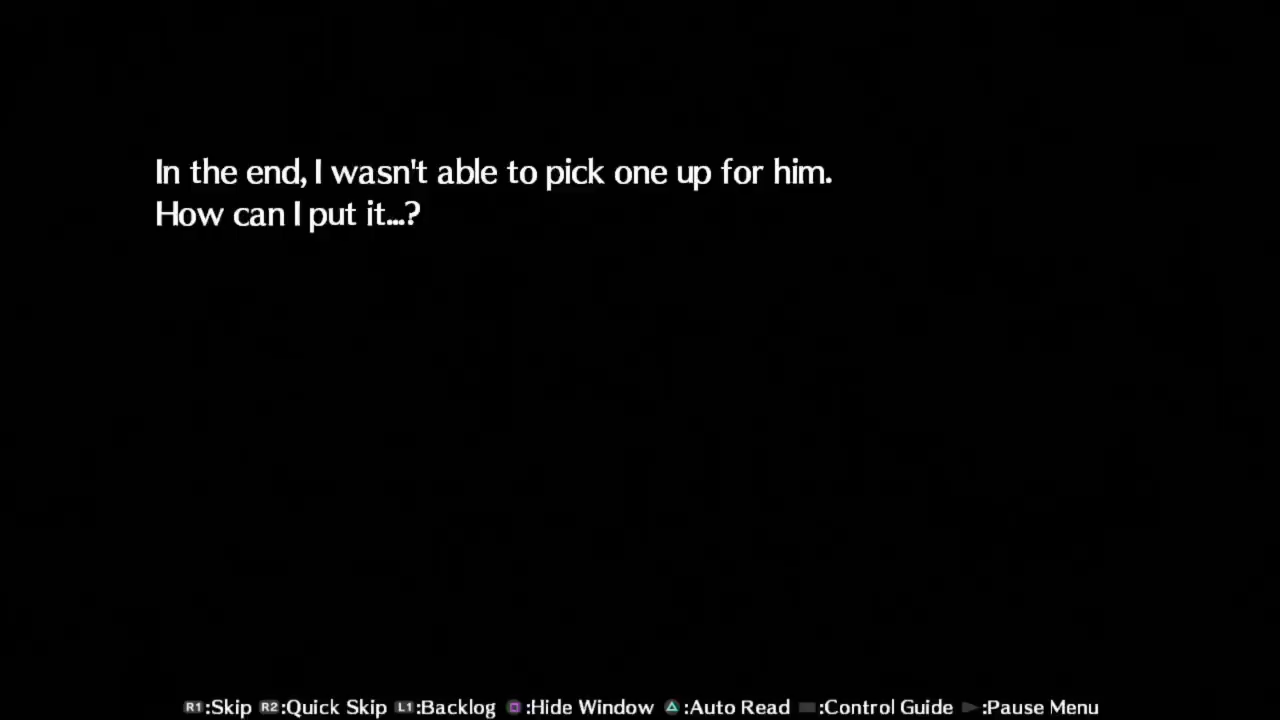 In the end, I wasn't able to pick one up for him.
How can I put it...?
R1:Skip R2:Quick Skip L1:Backlog :Hide Window :Auto Read :Control Guide :Pause Menu